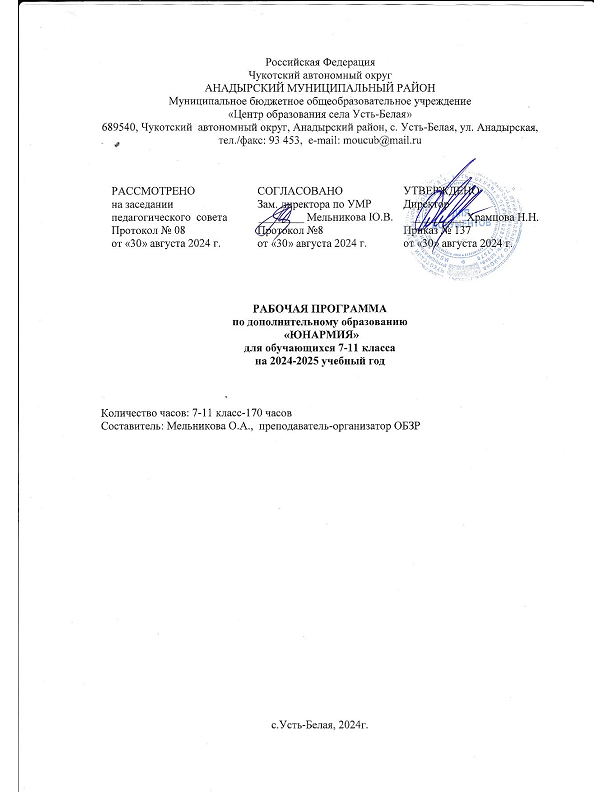 Российская Федерация
Чукотский автономный округ
АНАДЫРСКИЙ МУНИЦИПАЛЬНЫЙ РАЙОН
Муниципальное бюджетное общеобразовательное учреждение
«Центр образования села Усть-Белая»
689540, Чукотский автономный округ, Анадырский район, с. Усть-Белая, ул. Анадырская,
тел./факс: 93 453, e-mail: moucub@mail.ru
РАССМОТРЕНО
на заседании
педагогического совета
Протокол № 08
от «30» августа 2024 г.
СОГЛАСОВАНО
Зам. директора по УМР
Мельникова Ю.В.
Протокол №8
от «30» августа 2024 г.
УТВЕРЖДЕНО
Директор
Храмцова Н.Н.
Приказ № 137
от «30» августа 2024 г.
РАБОЧАЯ ПРОГРАММА
по дополнительному образованию
«ЮНАРМИЯ»
для обучающихся 7-11 класса
на 2024-2025 учебный год
Количество часов: 7-11 класс-170 часов
Составитель: Мельникова О.А., преподаватель-организатор ОБЗР
с.Усть-Белая, 2024г.